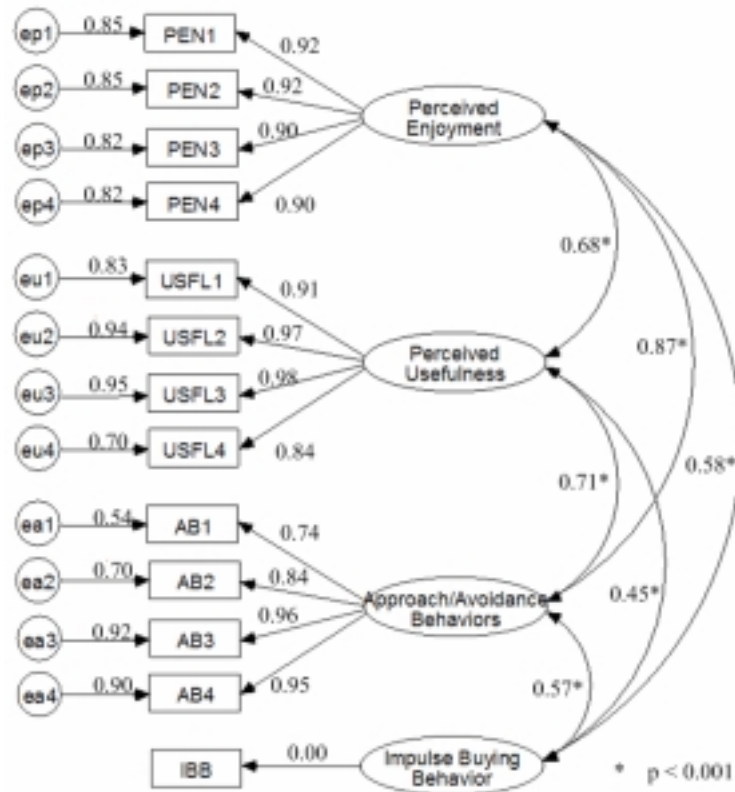 ep1 0.85 PEN1 0.92
ep2 0.85 PEN2 0.92
Perceived
Enjoyment
ep3 0.82 PEN3 0.90
ep4 0.82 PEN4 0.90
0.68*
eu1 0.83 USFL1 0.91
eu2 0.94 USFL2 0.97
0.87*
Perceived
Usefulness
eu3 0.95 USFL3 0.98
eu4 0.70 USFL4 0.84
0.58*
0.71*
ea1 0.54 AB1 0.74
ea2 0.70 AB2 0.84
Approach/Avoidance
Behaviors
0.45*
ea3 0.92 AB3 0.96
ea4 0.90 AB4 0.95
0.57*
IBB 0.00
Impulse Buying
Behavior
* p < 0.001